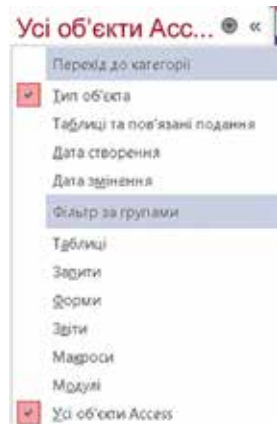 Усі об'єкти Acc...
Перехід до категорії
Тип об'єкта
Таблиці та пов'язані подання
Дата створення
Дата змінення
Фільтр за групами
Таблиці
Запити
Форми
Звіти
Макроси
Модулі
Усі об'єкти Access